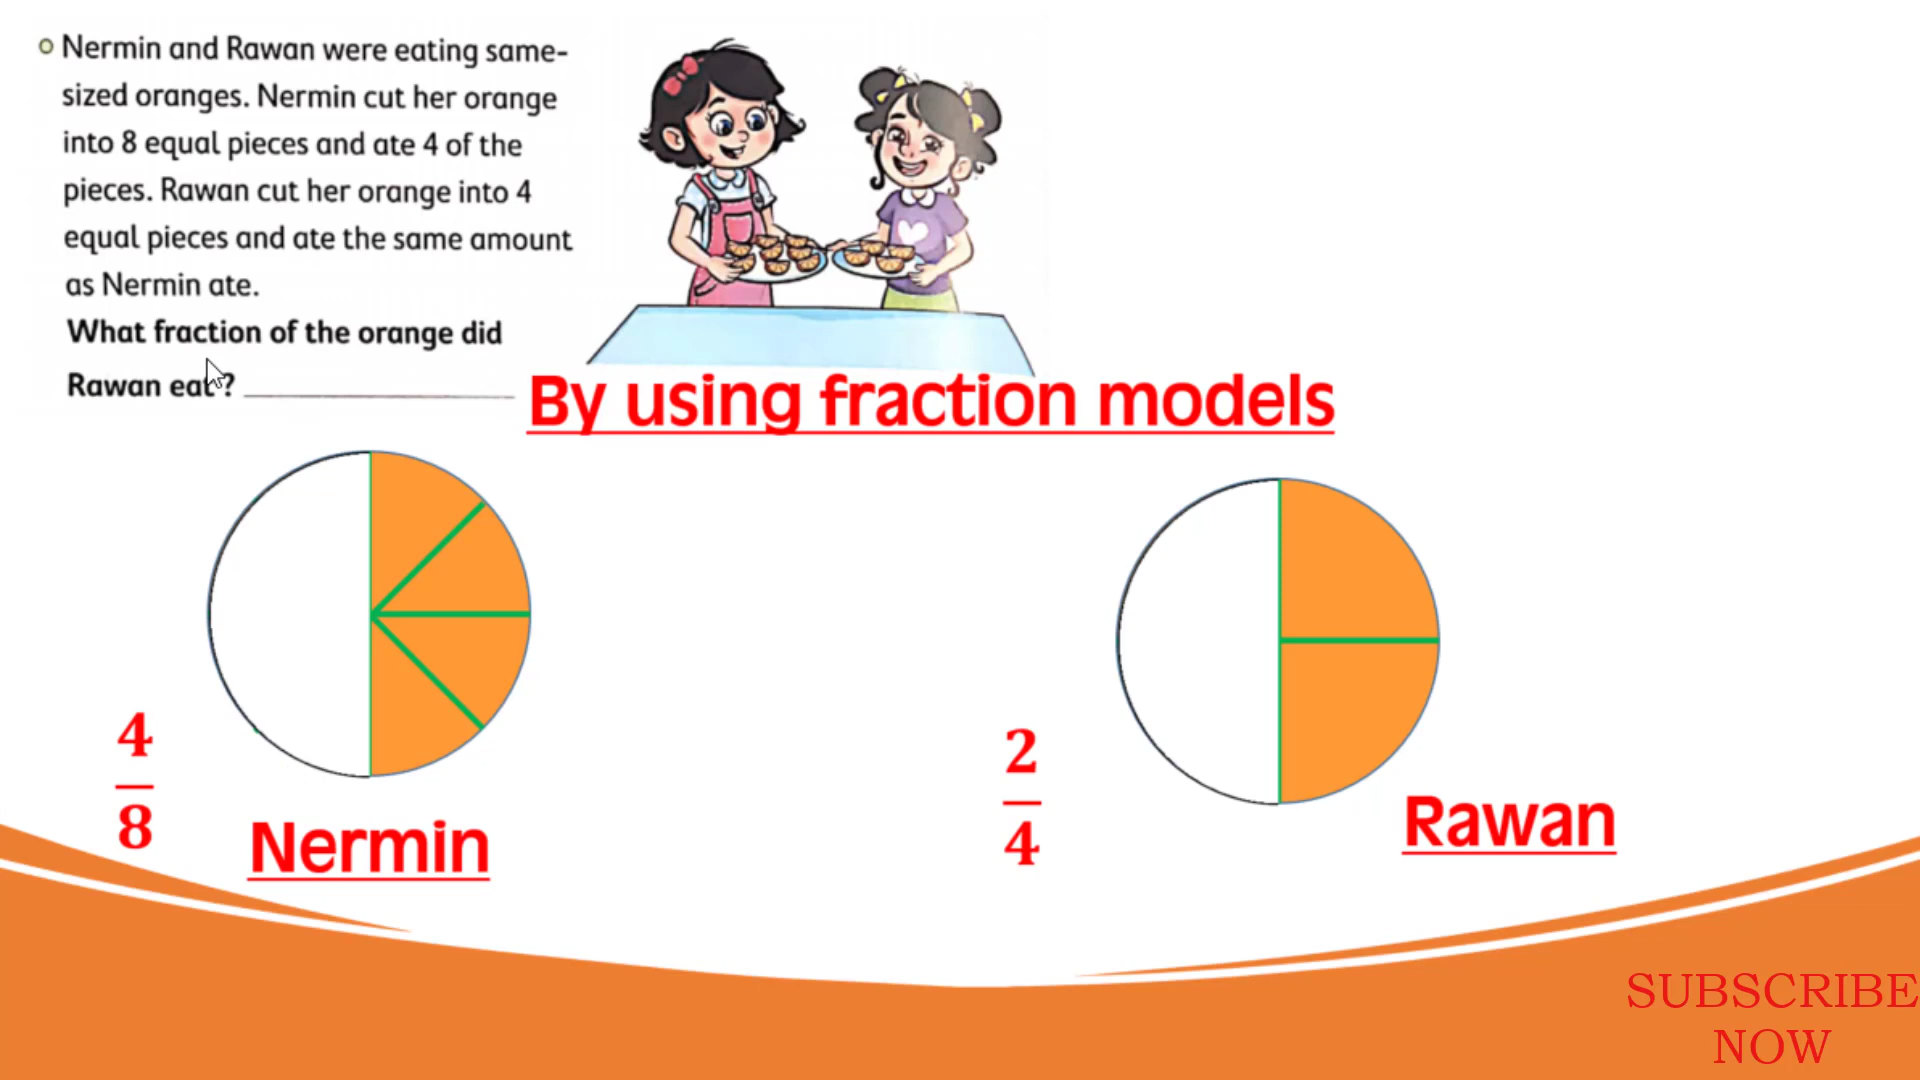 Nermin and Rawan were eating same-
sized oranges. Nermin cut her orange
into 8 equal pieces and ate 4 of the
pieces. Rawan cut her orange into 4
equal pieces and ate the same amount
as Nermin ate.
What fraction of the orange did
Rawan eat?
By using fraction models
4
8
Nermin
2
4
Rawan
SUBSCRIBE
NOW